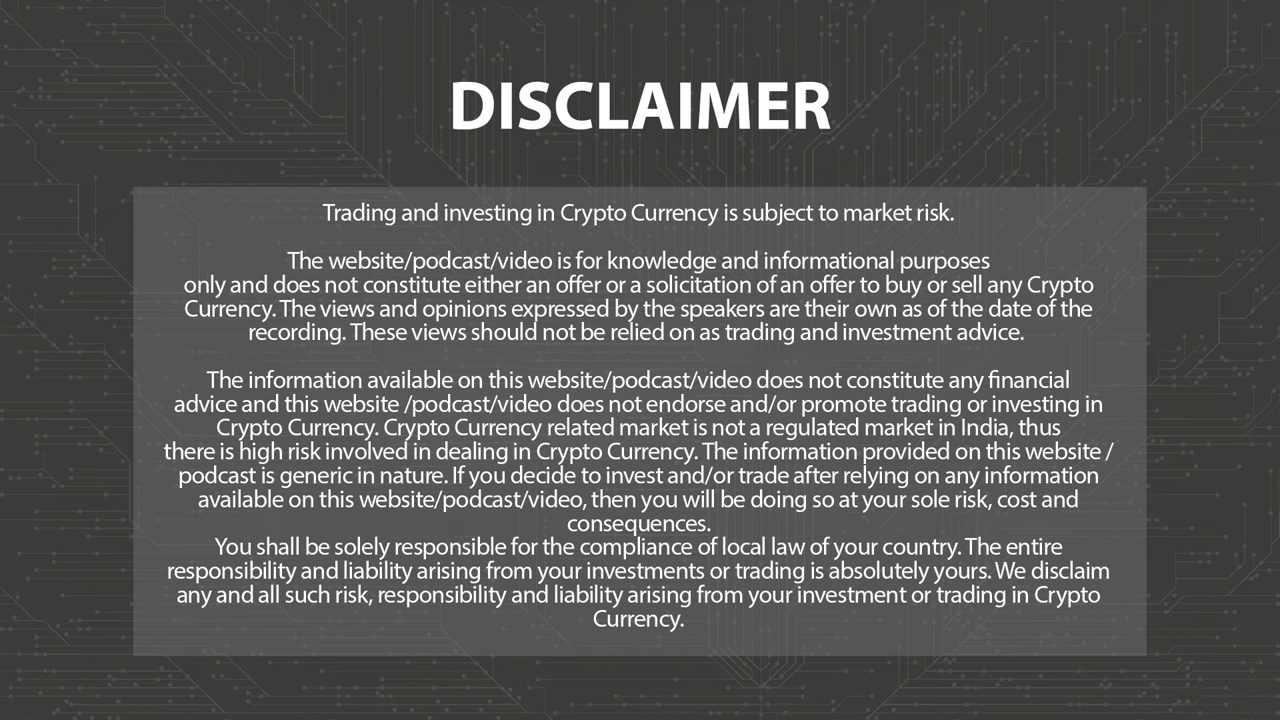 DISCLAIMER
Trading and investing in Crypto Currency is subject to market risk.
The website/podcast/video is for knowledge and informational purposes
only and does not constitute either an offer or a solicitation of an offer to buy or sell any Crypto
Currency. The views and opinions expressed by the speakers are their own as of the date of the
recording. These views should not be relied on as trading and investment advice.
The information available on this website/podcast/video does not constitute any financial
advice and this website /podcast/video does not endorse and/or promote trading or investing in
Crypto Currency. Crypto Currency related market is not a regulated market in India, thus
there is high risk involved in dealing in Crypto Currency. The information provided on this website /
podcast is generic in nature. If you decide to invest and/or trade after relying on any information
available on this website/podcast/video, then you will be doing so at your sole risk, cost and
consequences.
You shall be solely responsible for the compliance of local law of your country. The entire
responsibility and liability arising from your investments or trading is absolutely yours. We disclaim
any and all such risk, responsibility and liability arising from your investment or trading in Crypto
Currency.